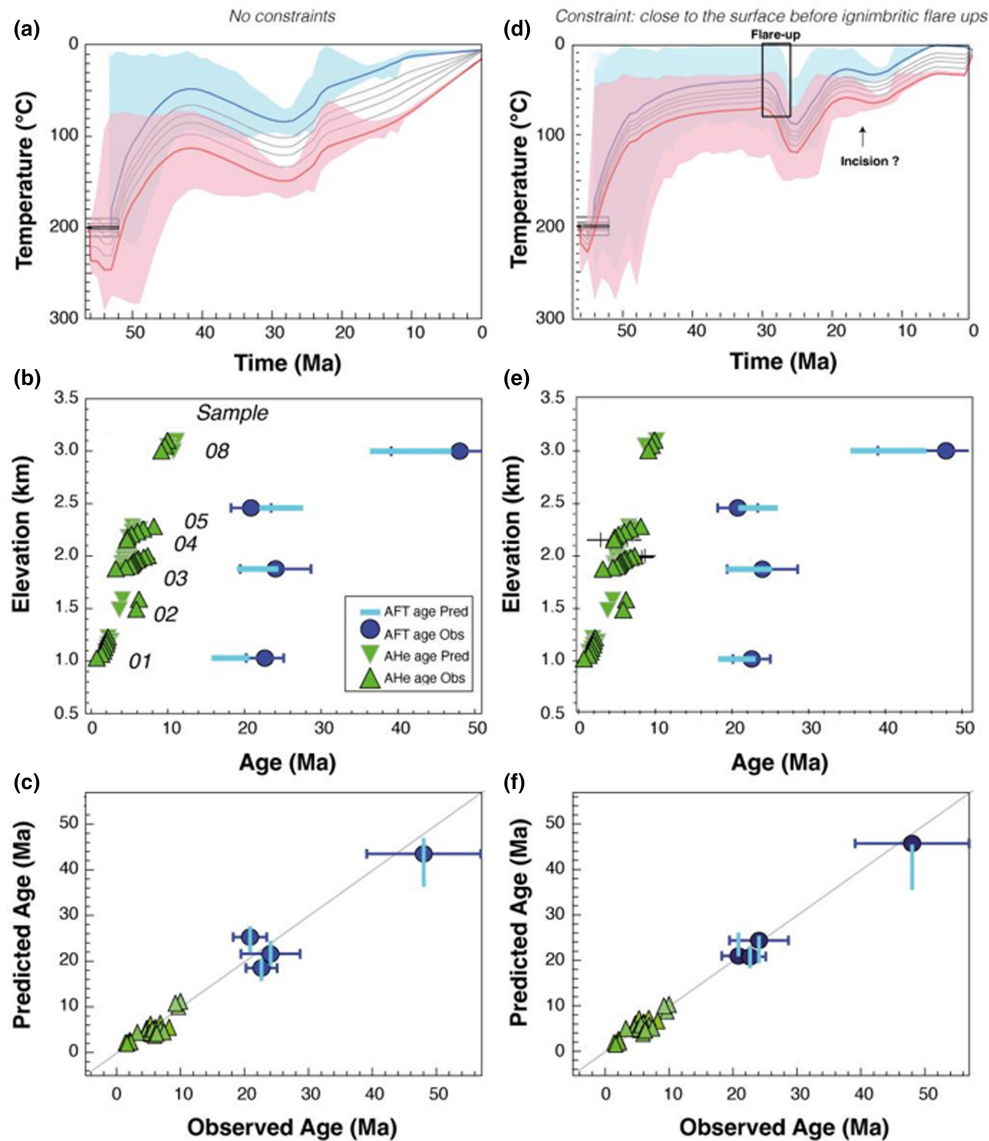 (a)
No constraints
0
100
200
300
Temperature (°C)
50
40
30
20
10
0
Time (Ma)
(d)
Constraint: close to the surface before ignimbritic flare ups
Flare-up
0
100
200
300
Temperature (°C)
Incision ?
50
40
30
20
10
0
Time (Ma)
(b)
3.5
3.0
2.5
2.0
1.5
1.0
0.5
Elevation (km)
Sample
08
05
04
03
02
01
AFT age Pred
AFT age Obs
AHe age Pred
AHe age Obs
0
10
20
30
40
50
Age (Ma)
(e)
3.5
3.0
2.5
2.0
1.5
1.0
0.5
Elevation (km)
0
10
20
30
40
50
Age (Ma)
(c)
50
40
30
20
10
0
Predicted Age (Ma)
0
10
20
30
40
50
Observed Age (Ma)
(f)
50
40
30
20
10
0
Predicted Age (Ma)
0
10
20
30
40
50
Observed Age (Ma)